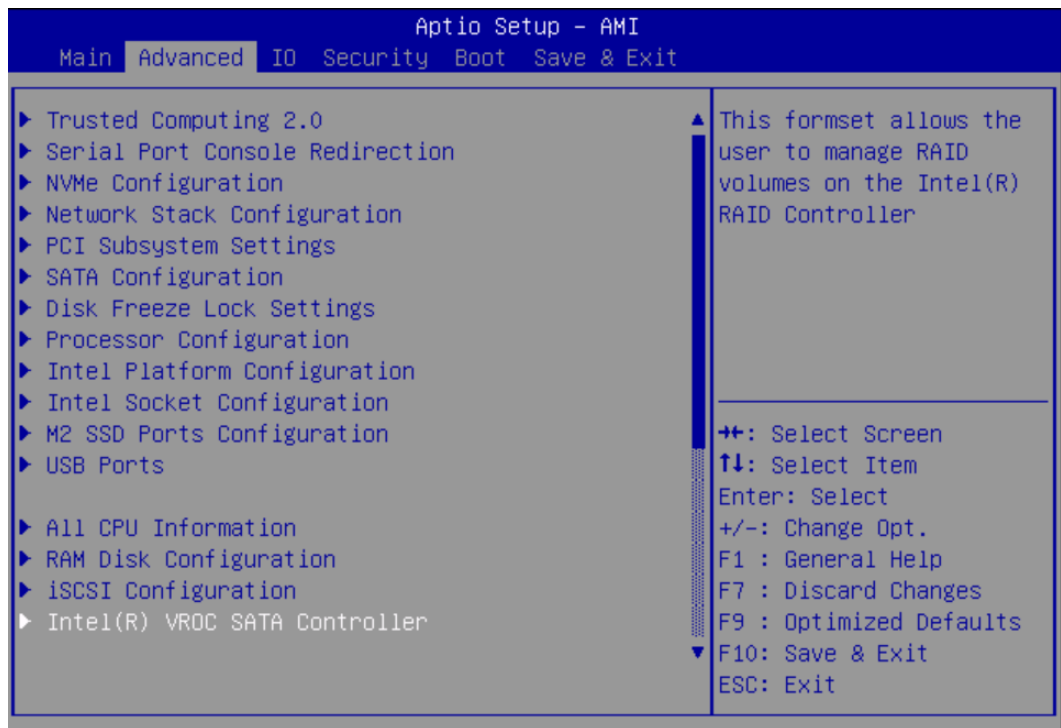 Aptio Setup – AMI
Main Advanced IO Security Boot Save & Exit
▶ Trusted Computing 2.0
▶ Serial Port Console Redirection
▶ NVMe Configuration
▶ Network Stack Configuration
▶ PCI Subsystem Settings
▶ SATA Configuration
▶ Disk Freeze Lock Settings
▶ Processor Configuration
▶ Intel Platform Configuration
▶ Intel Socket Configuration
▶ M2 SSD Ports Configuration
▶ USB Ports
▶ All CPU Information
▶ RAM Disk Configuration
▶ iSCSI Configuration
▶ Intel(R) VROC SATA Controller
This formset allows the
user to manage RAID
volumes on the Intel(R)
RAID Controller
→←: Select Screen
↑↓: Select Item
Enter: Select
+/-: Change Opt.
F1 : General Help
F7 : Discard Changes
F9 : Optimized Defaults
F10: Save & Exit
ESC: Exit